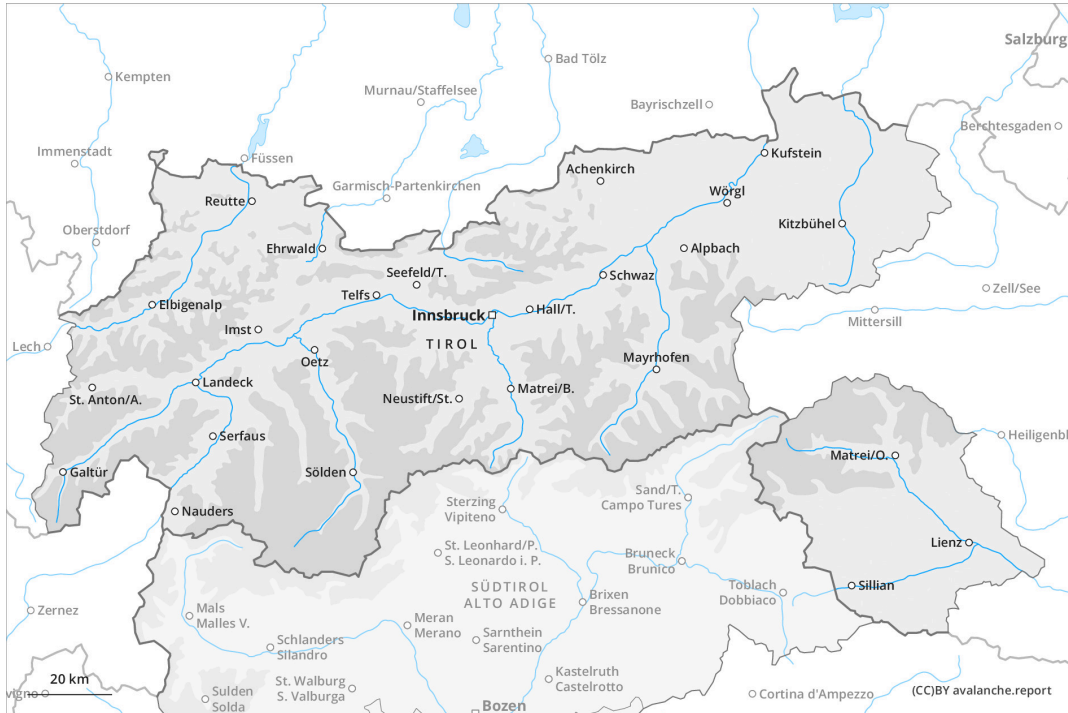 Salzburg
Kempten
Bad Tölz
Murnau/Staffelsee
Bayrischzell
Berchtesgaden
Immenstadt
Füssen
Kufstein
Achenkirch
Garmisch-Partenkirchen
Wörgl
Reutte
Oberstdorf
Kitzbühel
Ehrwald
Alpbach
Seefeld/T.
Schwaz
Zell/See
Telfs
Elbigenalp
Hall/T.
Innsbruck
Mittersill
Imst
Lech
TIROL
Oetz
Mayrhofen
Landeck
St. Anton/A.
Matrei/B.
Neustift/St.
Serfaus
Heiligenbl
Matrei/O.
Galtür
Sölden
Sand/T.
Campo Tures
Sterzing
Vipiteno
Nauders
Lienz
St. Leonhard/P.
S. Leonardo i. P.
Bruneck
Brunico
Sillian
SÜDTIROL
ALTO ADIGE
Toblach
Dobbiaco
Brixen
Bressanone
Zernez
Mals
Malles V.
Meran
Merano
Sarnthein
Sarentino
Schlanders
Silandro
Kastelruth
Castelrotto
20 km
St. Walburg
S. Valburga
vigno
Sulden
Solda
Cortina d'Ampezzo
(CC)BY avalanche.report
Bozen